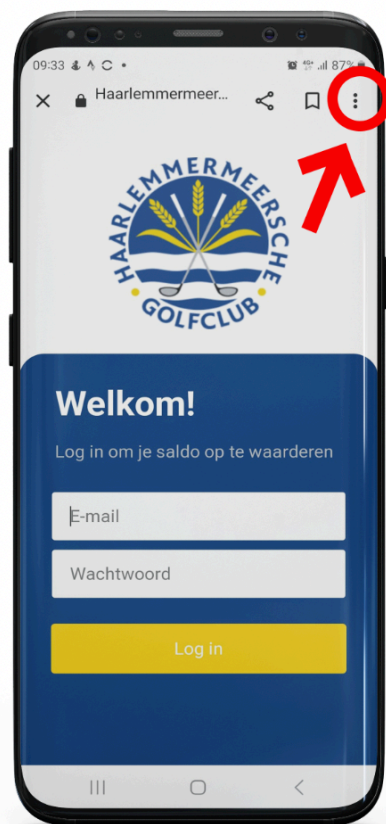 09:33
87%
Haarlemmermeer...
HAARLEMMERMEERSCHE
GOLFCLUB
Welkom!
Log in om je saldo op te waarderen
E-mail
Wachtwoord
Log in